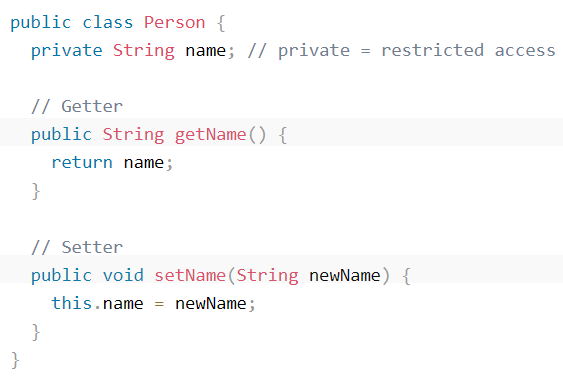 public class Person {
  private String name; // private = restricted access

  // Getter
  public String getName() {
    return name;
  }

  // Setter
  public void setName(String newName) {
    this.name = newName;
  }
}